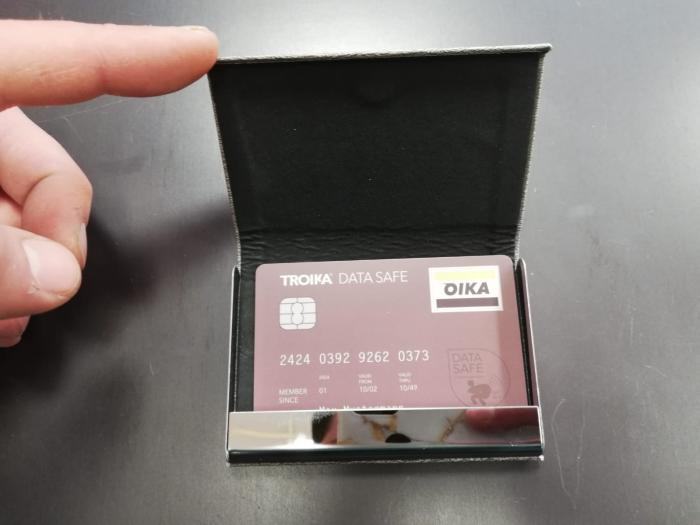 TROIKA DATA SAFE
OIKA
2424 0392 9262 0373
DATA
SAFE
MEMBER
SINCE
01
VALID
FROM
10/02
VALID
THRU
10/49